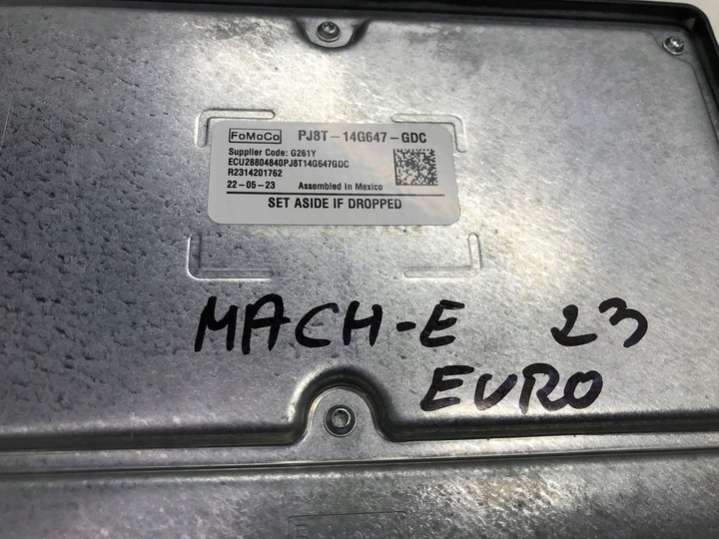 FoMoCo PJ8T-14G647-GDC
Supplier Code: G261Y
ECU28804840PJ8T14G647GDC
R2314201762
22-05-23 Assembled in Mexico
SET ASIDE IF DROPPED
MACH-E 23
EURO